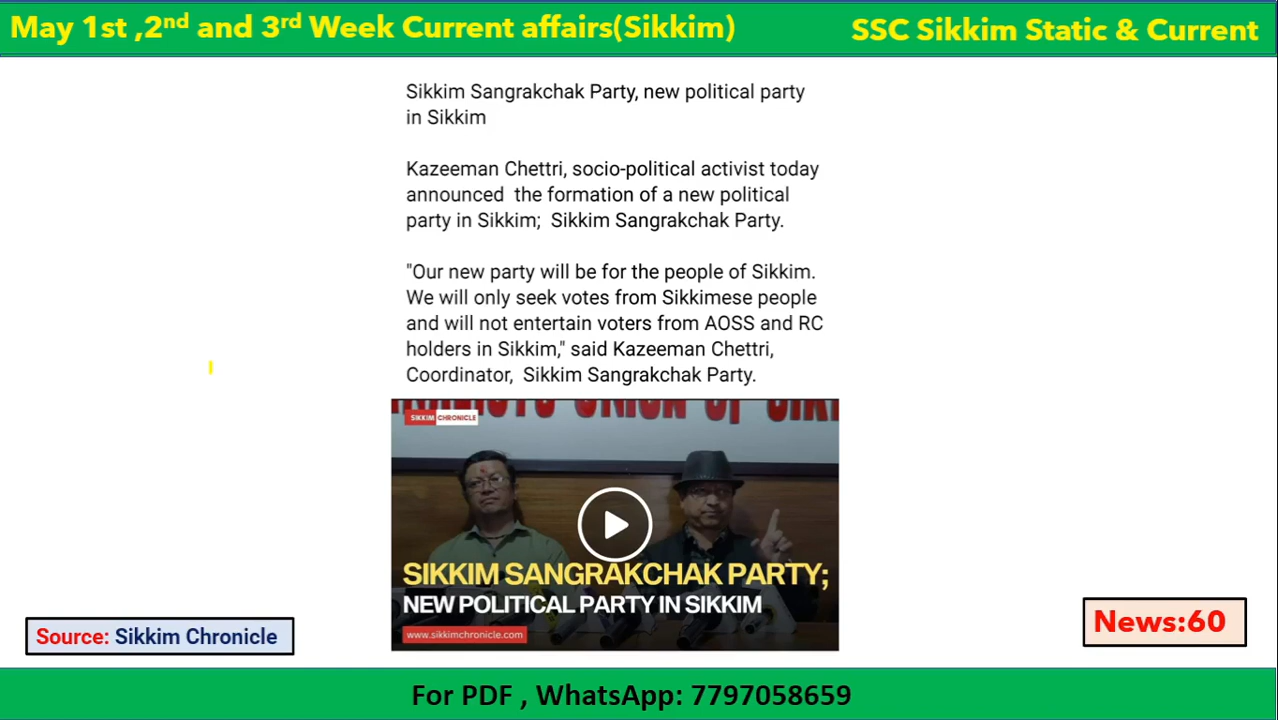 May 1st ,2nd and 3rd Week Current affairs(Sikkim)
SSC Sikkim Static & Current
Sikkim Sangrakchak Party, new political party
in Sikkim
Kazeeman Chettri, socio-political activist today
announced the formation of a new political
party in Sikkim; Sikkim Sangrakchak Party.
"Our new party will be for the people of Sikkim.
We will only seek votes from Sikkimese people
and will not entertain voters from AOSS and RC
holders in Sikkim," said Kazeeman Chettri,
Coordinator, Sikkim Sangrakchak Party.
UNION OF
SIKKIM CHRONICLE
SIKKIM SANGRAKCHAK PARTY;
NEW POLITICAL PARTY IN SIKKIM
www.sikkimchronicle.com
Source: Sikkim Chronicle
News:60
For PDF , WhatsApp: 7797058659